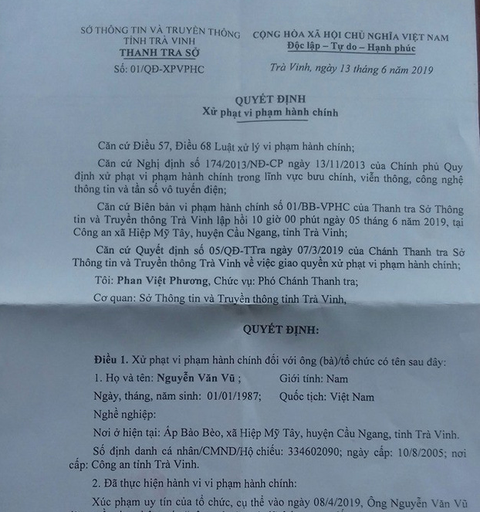 SỞ THÔNG TIN VÀ TRUYỀN THÔNG
TỈNH TRÀ VINH
THANH TRA SỞ
Số: 01/QĐ-XPVPHC
CỘNG HÒA XÃ HỘI CHỦ NGHĨA VIỆT NAM
Độc lập – Tự do – Hạnh phúc
Trà Vinh, ngày 13 tháng 6 năm 2019
QUYẾT ĐỊNH
Xử phạt vi phạm hành chính
Căn cứ Điều 57, Điều 68 Luật xử lý vi phạm hành chính;
Căn cứ Nghị định số 174/2013/NĐ-CP ngày 13/11/2013 của Chính phủ Quy
định xử phạt vi phạm hành chính trong lĩnh vực bưu chính, viễn thông, công nghệ
thông tin và tần số vô tuyến điện;
Căn cứ Biên bản vi phạm hành chính số 01/BB-VPHC của Thanh tra Sở Thông
tin và Truyền thông Trà Vinh lập hồi 10 giờ 00 phút ngày 05 tháng 6 năm 2019, tại
Công an xã Hiệp Mỹ Tây, huyện Cầu Ngang, tỉnh Trà Vinh;
Căn cứ Quyết định số 05/QĐ-TTra ngày 07/3/2019 của Chánh Thanh tra Sở
Thông tin và Truyền thông Trà Vinh về việc giao quyền xử phạt vi phạm hành chính;
Tôi: Phan Việt Phương, Chức vụ: Phó Chánh Thanh tra;
Cơ quan: Sở Thông tin và Truyền thông tỉnh Trà Vinh,
QUYẾT ĐỊNH:
Điều 1. Xử phạt vi phạm hành chính đối với ông (bà)/tổ chức có tên sau đây:
1. Họ và tên: Nguyễn Văn Vũ ; Giới tính: Nam
Ngày, tháng, năm sinh: 01/01/1987; Quốc tịch: Việt Nam
Nghề nghiệp:
Nơi ở hiện tại: Ấp Bào Bèo, xã Hiệp Mỹ Tây, huyện Cầu Ngang, tỉnh Trà Vinh.
Số định danh cá nhân/CMND/Hộ chiếu: 334602090; ngày cấp: 10/8/2005; nơi
cấp: Công an tỉnh Trà Vinh.
2. Đã thực hiện hành vi vi phạm hành chính:
Xúc phạm uy tín của tổ chức, cụ thể vào ngày 08/4/2019, Ông Nguyễn Văn Vũ